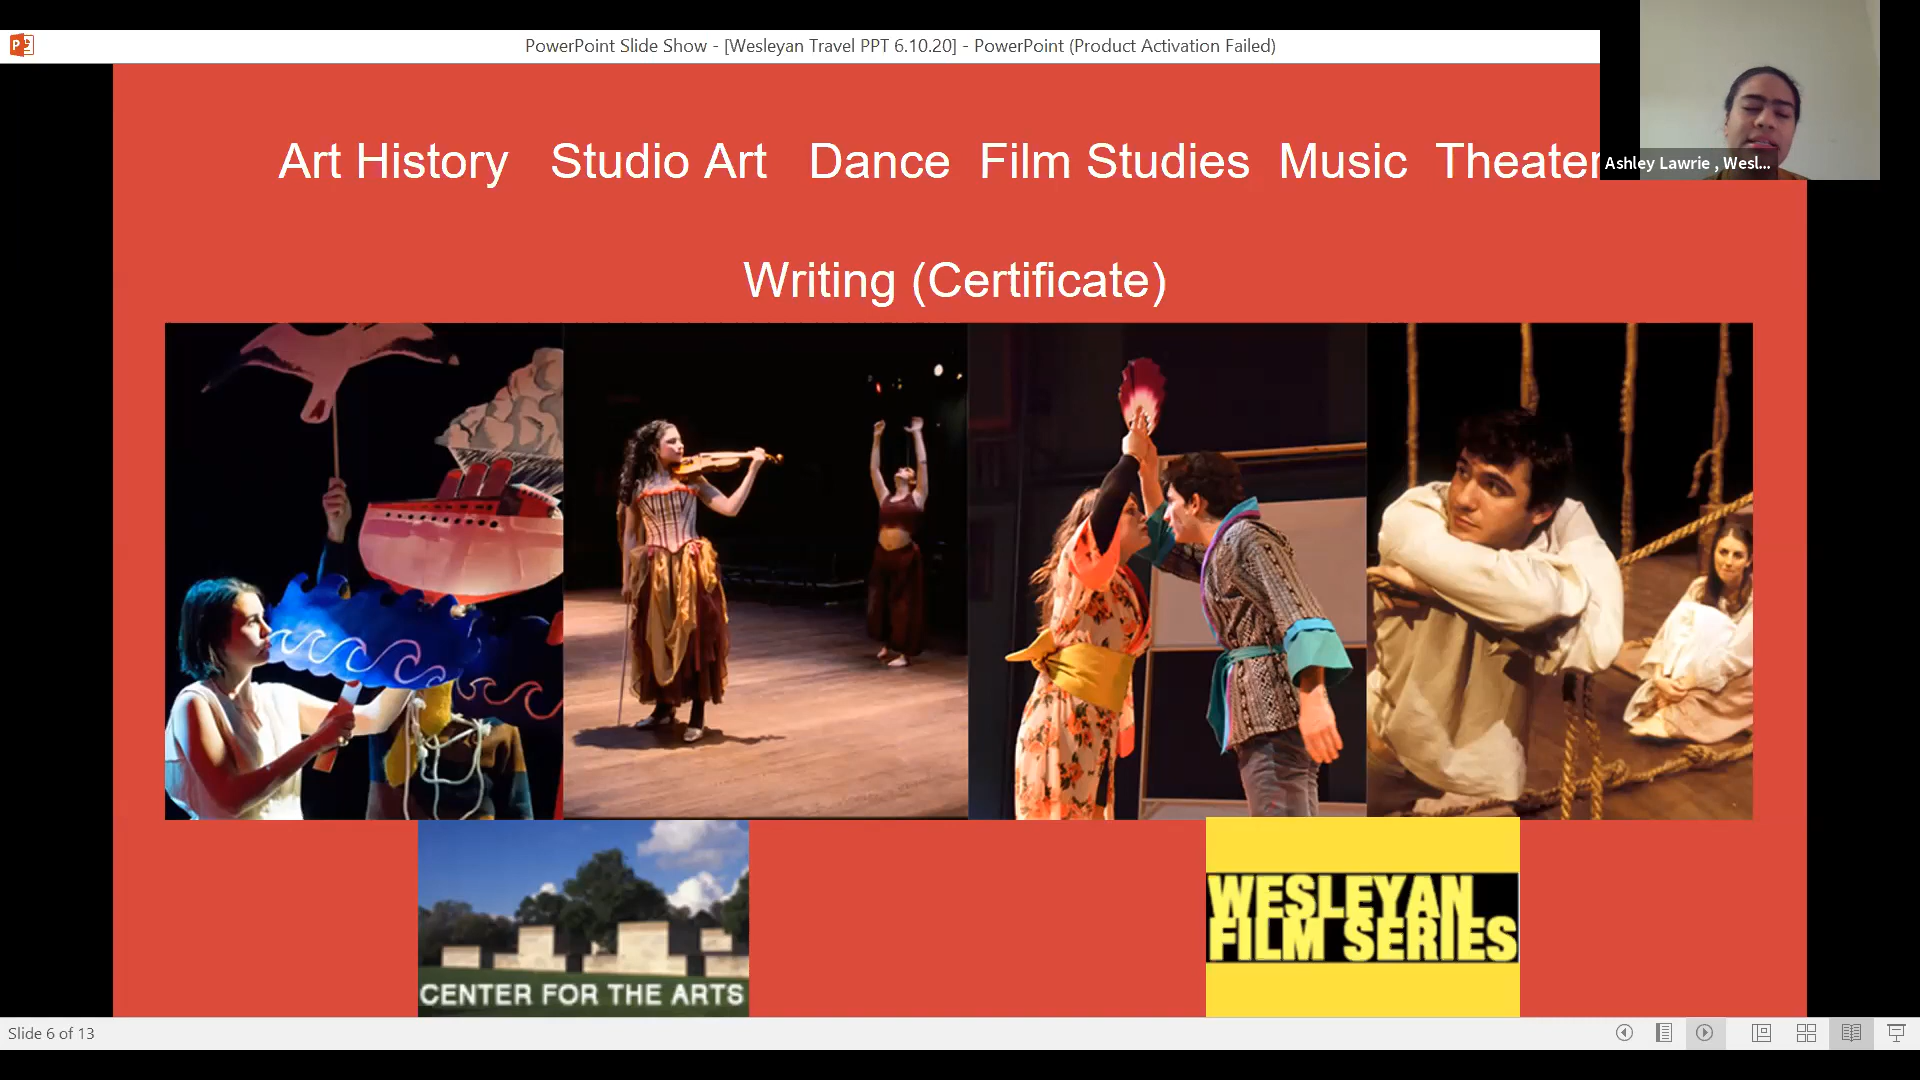 PowerPoint Slide Show - [Wesleyan Travel PPT 6.10.20] - PowerPoint (Product Activation Failed)
Art History Studio Art Dance Film Studies Music Theater
Ashley Lawrie , Wesl...
Writing (Certificate)
CENTER FOR THE ARTS
WESLEYAN
FILM SERIES
Slide 6 of 13